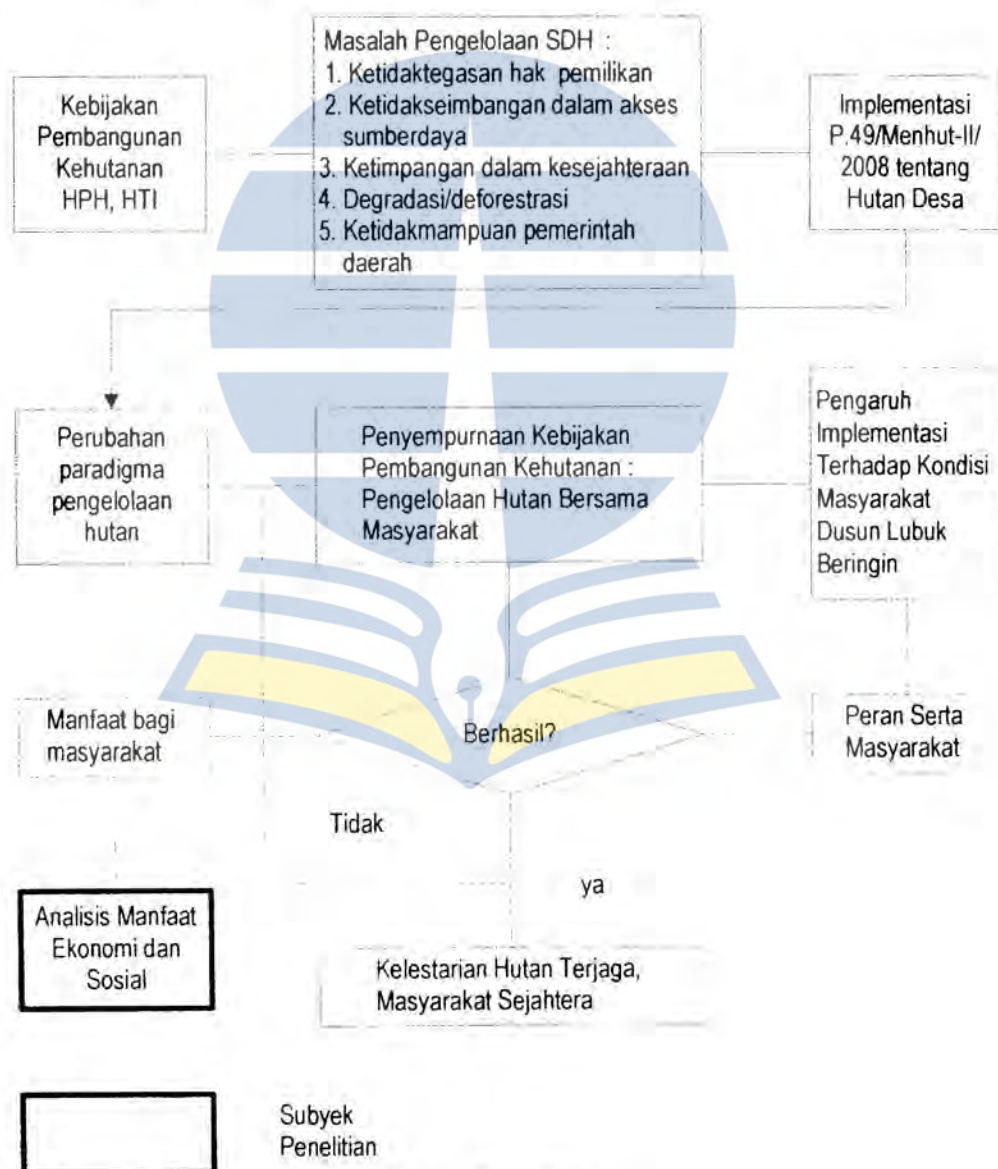 Kebijakan
Pembangunan
Kehutanan
HPH, HTI
Masalah Pengelolaan SDH :
1. Ketidaktegasan hak pemilikan
2. Ketidakseimbangan dalam akses
sumberdaya
3. Ketimpangan dalam kesejahteraan
4. Degradasi/deforestrasi
5. Ketidakmampuan pemerintah
daerah
Implementasi
P.49/Menhut-II/
2008 tentang
Hutan Desa
Perubahan
paradigma
pengelolaan
hutan
Penyempurnaan Kebijakan
Pembangunan Kehutanan :
Pengelolaan Hutan Bersama
Masyarakat
Pengaruh
Implementasi
Terhadap Kondisi
Masyarakat
Dusun Lubuk
Beringin
Manfaat bagi
masyarakat
Berhasil?
Peran Serta
Masyarakat
Tidak
ya
Analisis Manfaat
Ekonomi dan
Sosial
Kelestarian Hutan Terjaga,
Masyarakat Sejahtera
Subyek
Penelitian